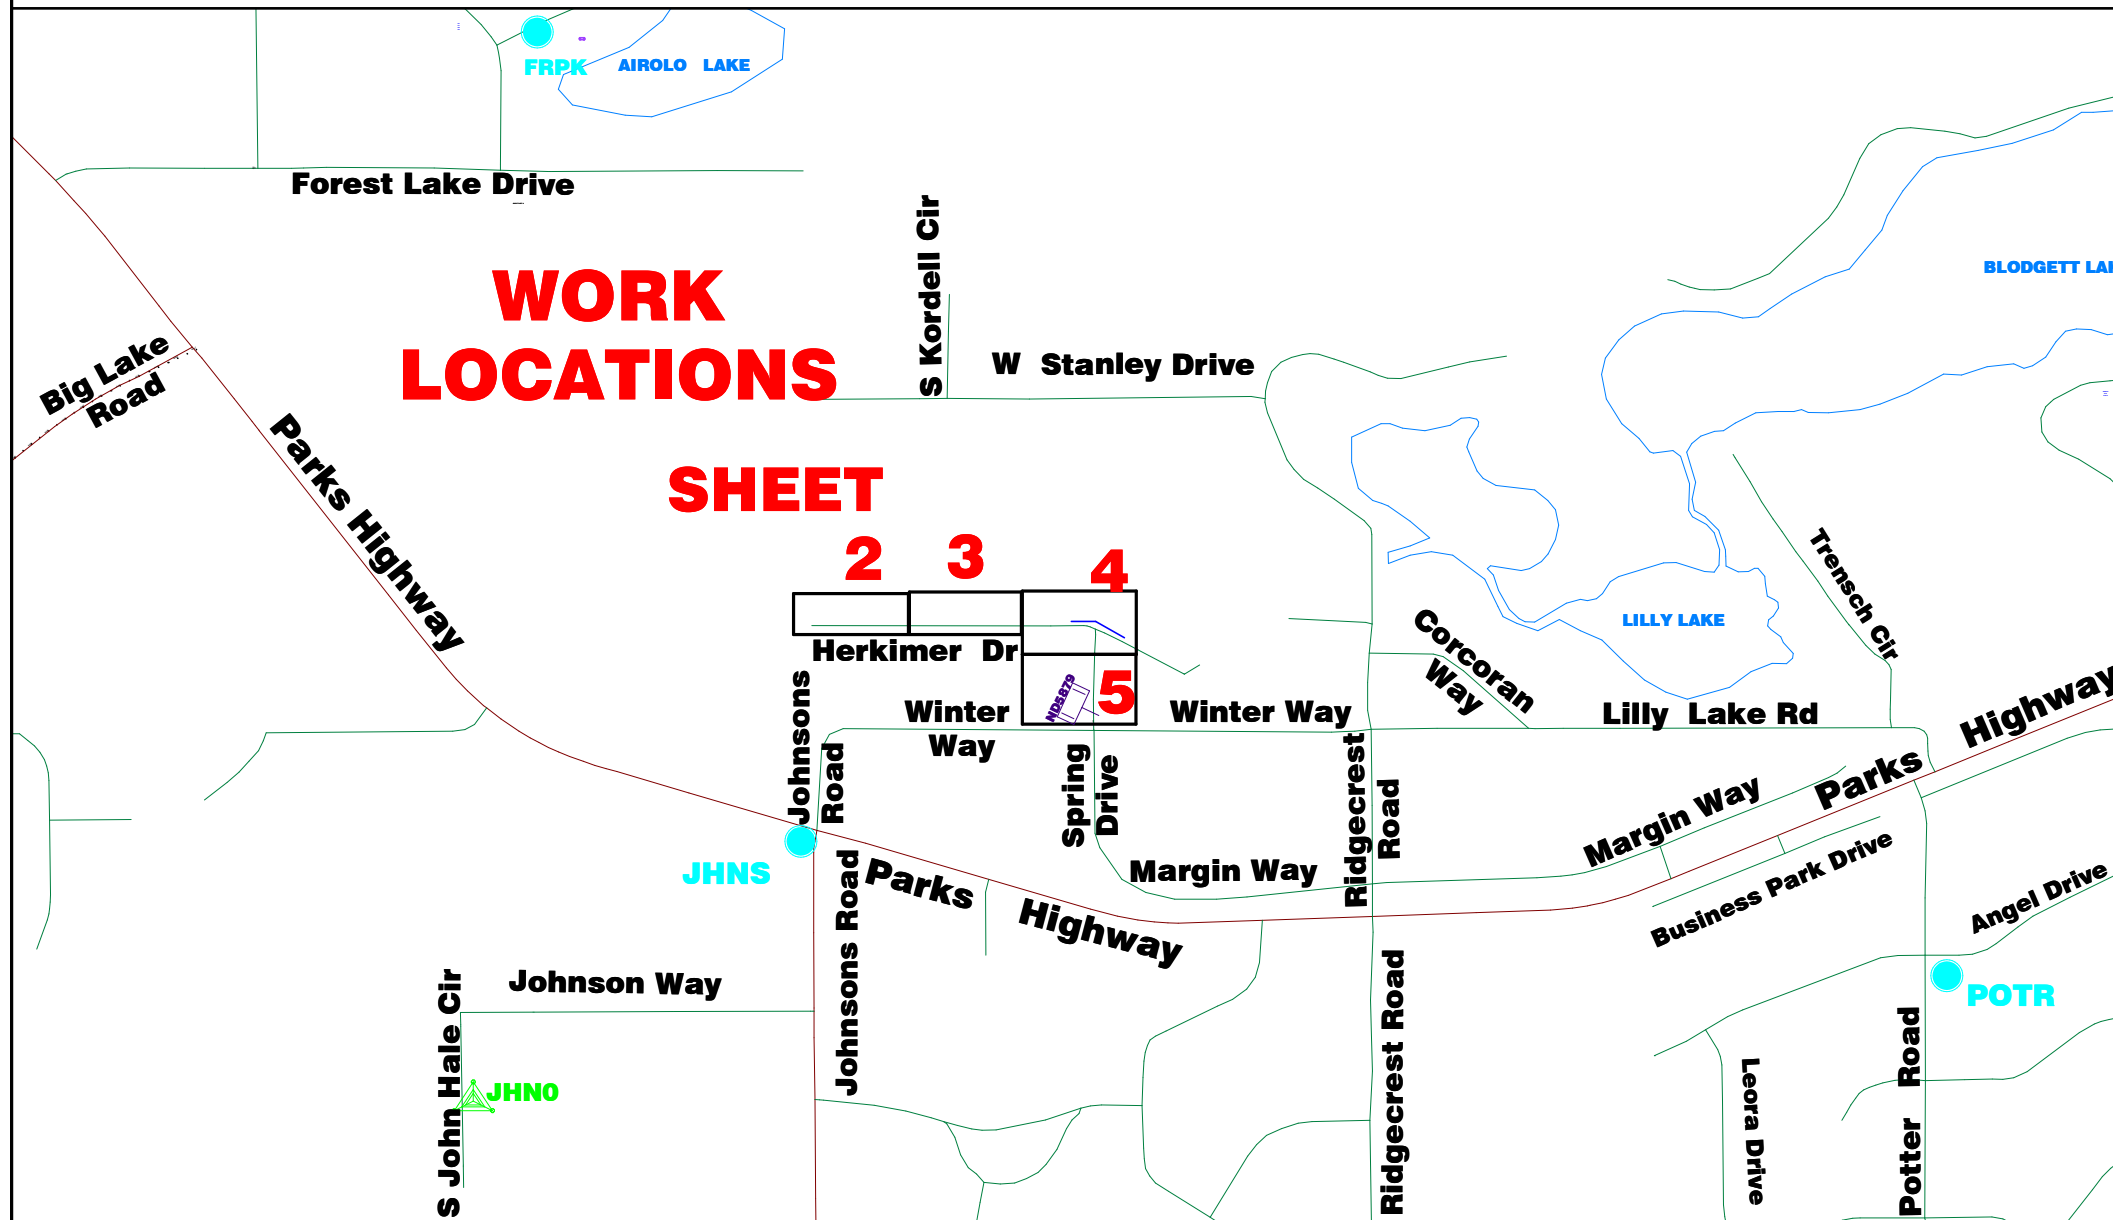 FRPK
AIROLO LAKE
Forest Lake Drive
S Kordell Cir
BLODGETT LAK
WORK
LOCATIONS
Big Lake
Road
W Stanley Drive
Parks Highway
SHEET
2
3
4
Trensch Cir
Corcoran
Way
LILLY LAKE
Herkimer Dr
ND5879
5
Johnsons
Road
Winter
Way
Winter Way
Lilly Lake Rd
Parks Highway
Spring
Drive
Ridgecrest
Road
Margin Way
JHNS
Johnsons Road
Parks Highway
Margin Way
Business Park Drive
Angel Drive
Johnson Way
S John Hale Cir
JHN0
Ridgecrest Road
POTR
Leora Drive
Potter Road